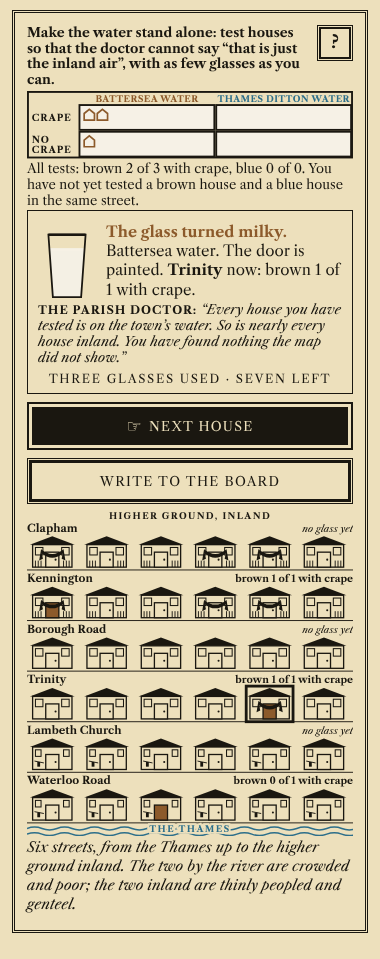 Make the water stand alone: test houses
so that the doctor cannot say “that is just
the inland air”, with as few glasses as you
can.
?
BATTERSEA WATER THAMES DITTON WATER
CRAPE
NO
CRAPE
All tests: brown 2 of 3 with crape, blue 0 of 0. You
have not yet tested a brown house and a blue house
in the same street.
The glass turned milky.
Battersea water. The door is
painted. Trinity now: brown 1 of
1 with crape.
THE PARISH DOCTOR: “Every house you have
tested is on the town’s water. So is nearly every
house inland. You have found nothing the map
did not show.”
THREE GLASSES USED · SEVEN LEFT
☞ NEXT HOUSE
WRITE TO THE BOARD
HIGHER GROUND, INLAND
Clapham no glass yet
Kennington brown 1 of 1 with crape
Borough Road no glass yet
Trinity brown 1 of 1 with crape
Lambeth Church no glass yet
Waterloo Road brown 0 of 1 with crape
THE·THAMES
Six streets, from the Thames up to the higher
ground inland. The two by the river are crowded
and poor; the two inland are thinly peopled and
genteel.